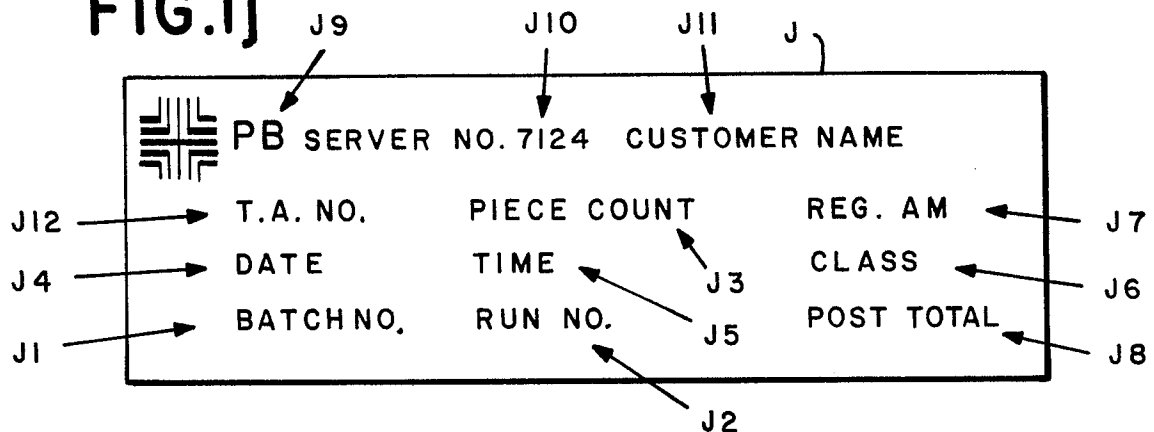 FIG.1j
J9 J10 J11 J
PB SERVER NO. 7124 CUSTOMER NAME
J12 T.A. NO. PIECE COUNT REG. AM J7
J4 DATE TIME J3 CLASS J6
J1 BATCH NO. RUN NO. J5 POST TOTAL J8
J2